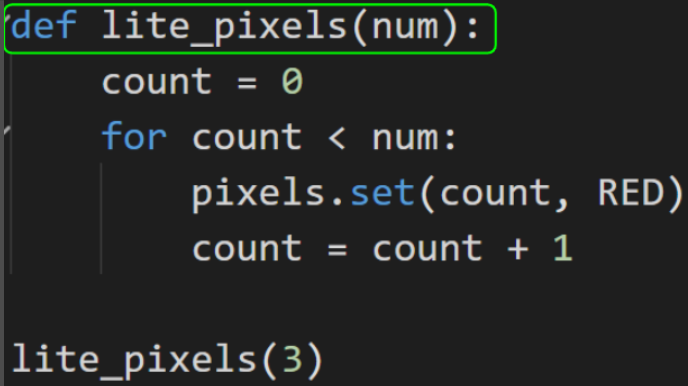 def lite_pixels(num):
    count = 0
    for count < num:
        pixels.set(count, RED)
        count = count + 1
lite_pixels(3)